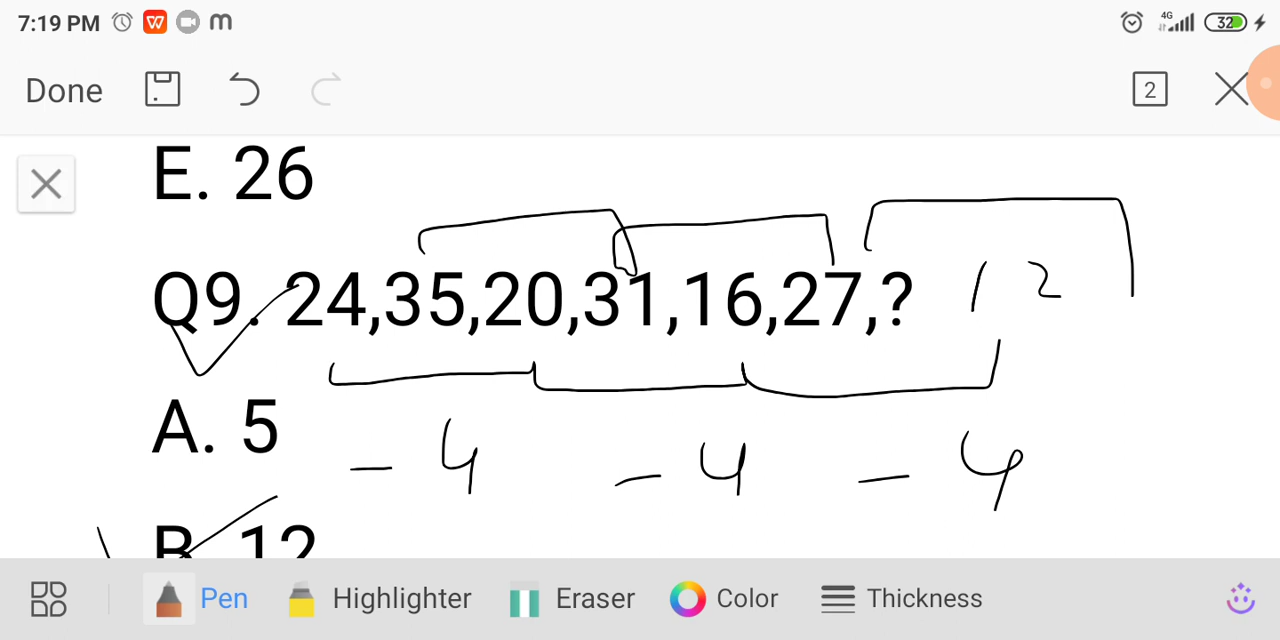 7:19 PM W m 4G 32
Done 2
E. 26
Q9. 24,35,20,31,16,27,? 12
A. 5
- 4 - 4 - 4
B. 12
Pen Highlighter Eraser Color Thickness